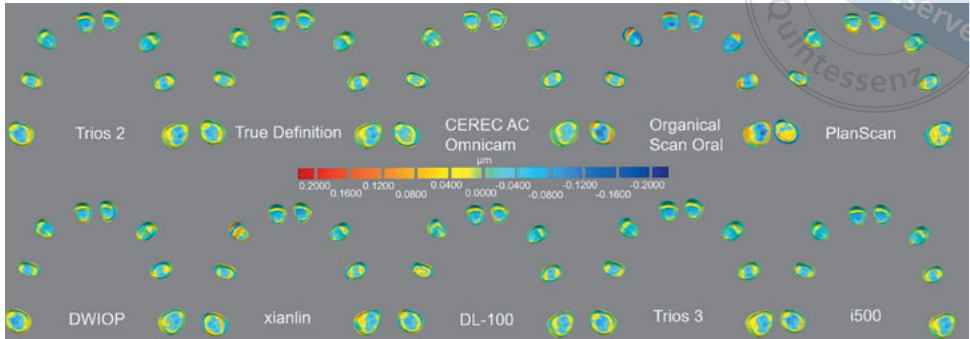 Quintessenz
reserve
Trios 2
True Definition
CEREC AC
Omnicam
Organical
Scan Oral
PlanScan
µm
0.2000 0.1200 0.0400 -0.0400 -0.1200 -0.2000
0.1600 0.0800 0.0000 -0.0800 -0.1600
DWIOP
xianlin
DL-100
Trios 3
i500